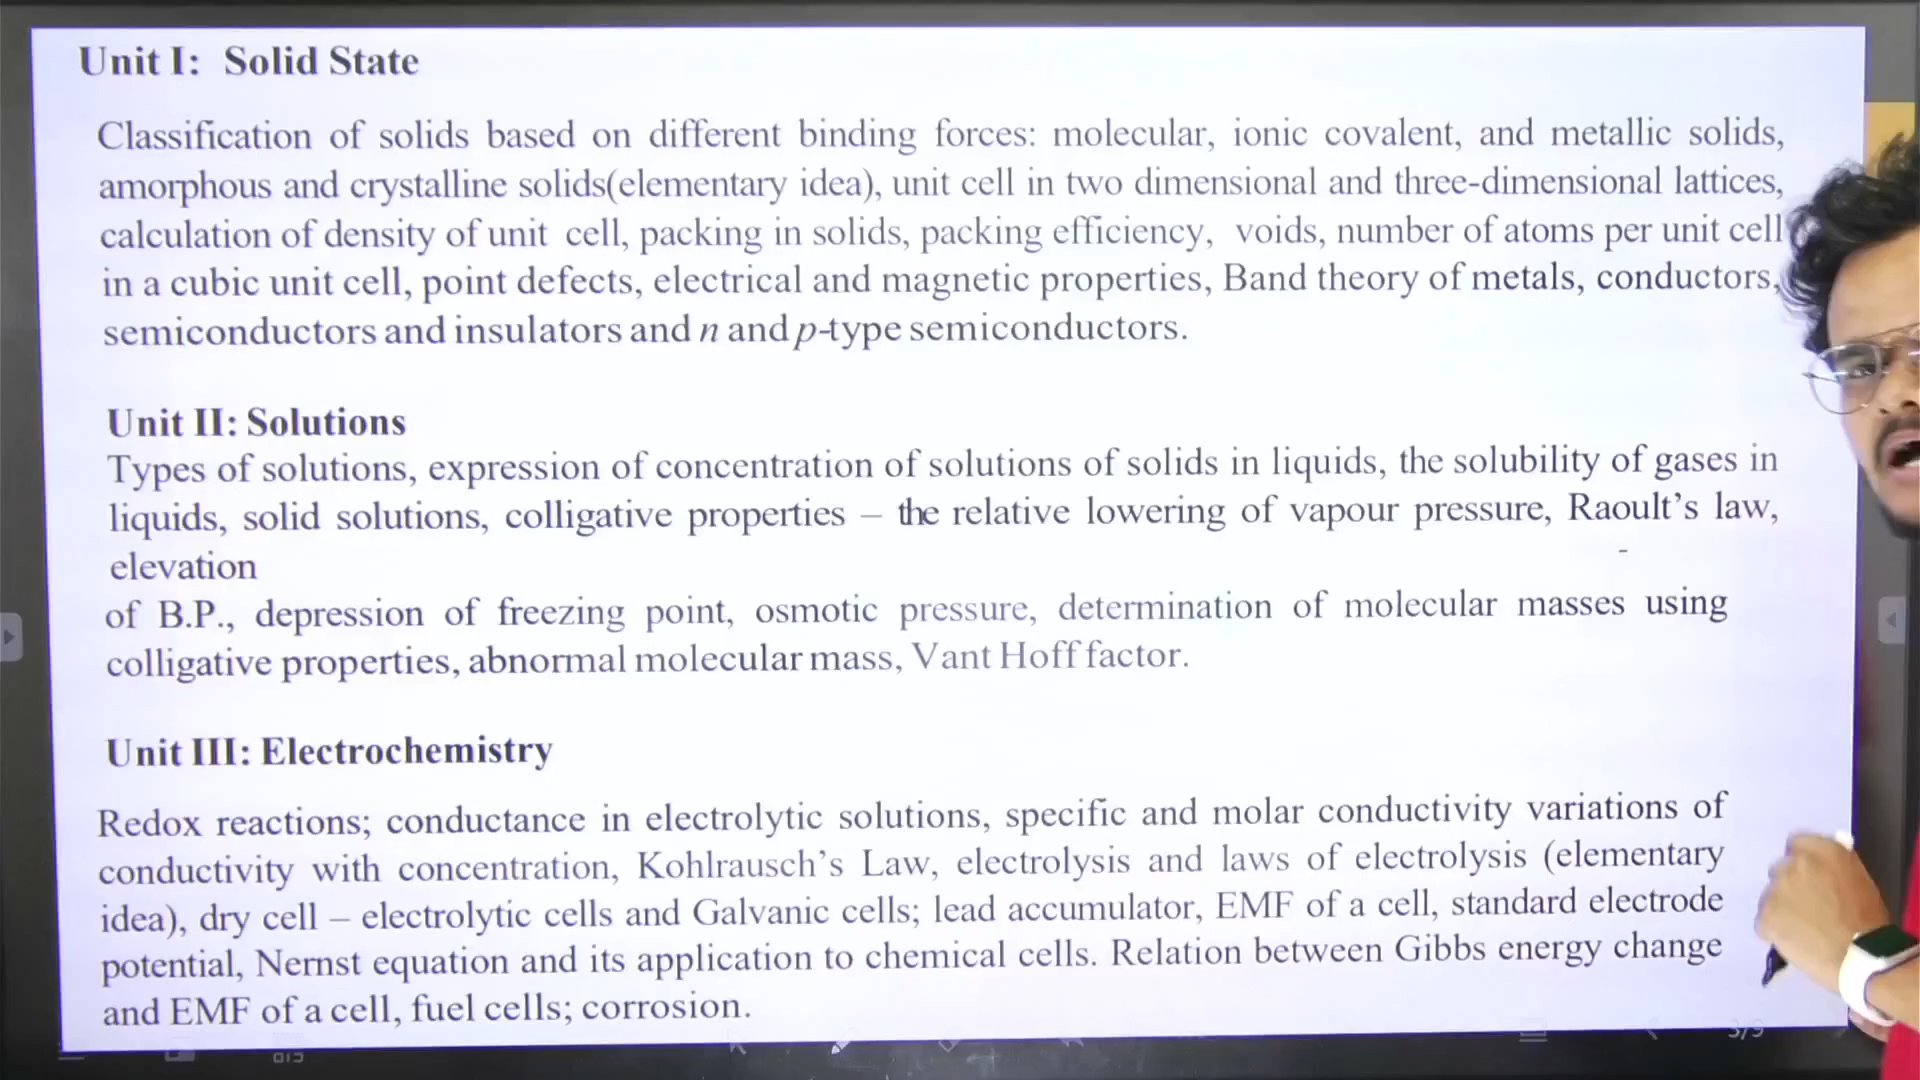 Unit I: Solid State
Classification of solids based on different binding forces: molecular, ionic covalent, and metallic solids,
amorphous and crystalline solids(elementary idea), unit cell in two dimensional and three-dimensional lattices,
calculation of density of unit cell, packing in solids, packing efficiency, voids, number of atoms per unit cell
in a cubic unit cell, point defects, electrical and magnetic properties, Band theory of metals, conductors,
semiconductors and insulators and n and p-type semiconductors.
Unit II: Solutions
Types of solutions, expression of concentration of solutions of solids in liquids, the solubility of gases in
liquids, solid solutions, colligative properties – the relative lowering of vapour pressure, Raoult's law,
elevation
of B.P., depression of freezing point, osmotic pressure, determination of molecular masses using
colligative properties, abnormal molecular mass, Vant Hoff factor.
Unit III: Electrochemistry
Redox reactions; conductance in electrolytic solutions, specific and molar conductivity variations of
conductivity with concentration, Kohlrausch's Law, electrolysis and laws of electrolysis (elementary
idea), dry cell – electrolytic cells and Galvanic cells; lead accumulator, EMF of a cell, standard electrode
potential, Nernst equation and its application to chemical cells. Relation between Gibbs energy change
and EMF of a cell, fuel cells; corrosion.
3/9